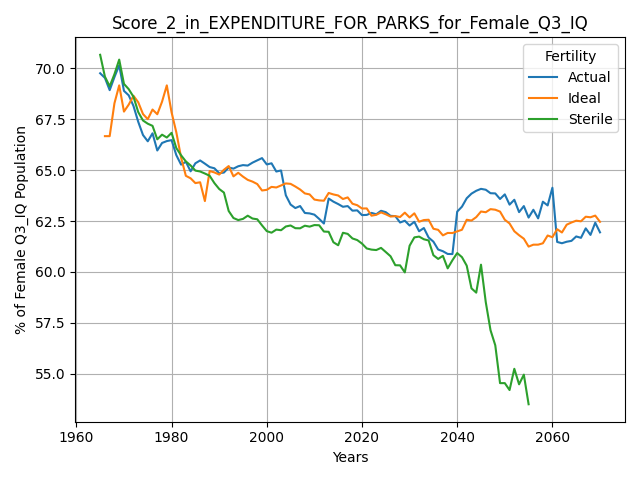 Score_2_in_EXPENDITURE_FOR_PARKS_for_Female_Q3_IQ
Fertility
Actual
Ideal
Sterile
% of Female Q3_IQ Population
70.0
67.5
65.0
62.5
60.0
57.5
55.0
1960
1980
2000
2020
2040
2060
Years